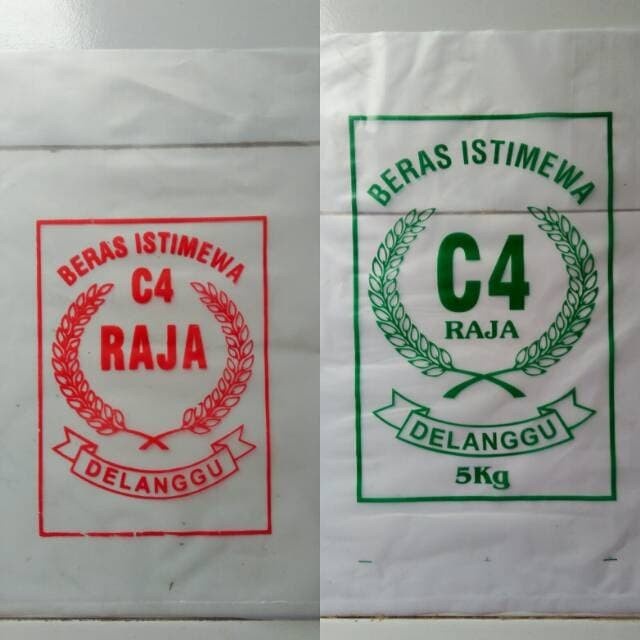 BERAS ISTIMEWA
C4
RAJA
DELANGGU
BERAS ISTIMEWA
C4
RAJA
DELANGGU
5Kg